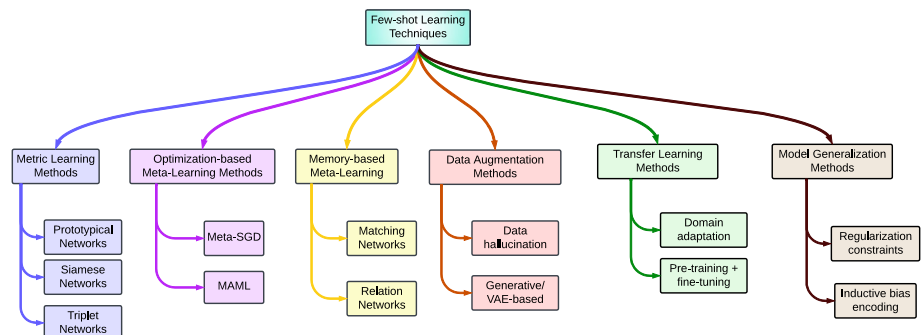 Few-shot Learning
Techniques
Metric Learning
Methods
Optimization-based
Meta-Learning Methods
Memory-based
Meta-Learning
Data Augmentation
Methods
Transfer Learning
Methods
Model Generalization
Methods
Prototypical
Networks
Siamese
Networks
Triplet
Networks
Meta-SGD
MAML
Matching
Networks
Relation
Networks
Data
hallucination
Generative/
VAE-based
Domain
adaptation
Pre-training +
fine-tuning
Regularization
constraints
Inductive bias
encoding